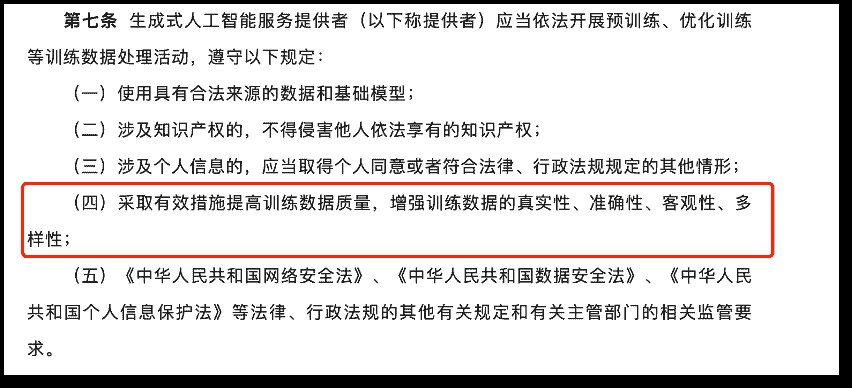 第七条 生成式人工智能服务提供者（以下称提供者）应当依法开展预训练、优化训练
等训练数据处理活动，遵守以下规定：
（一）使用具有合法来源的数据和基础模型；
（二）涉及知识产权的，不得侵害他人依法享有的知识产权；
（三）涉及个人信息的，应当取得个人同意或者符合法律、行政法规规定的其他情形；
（四）采取有效措施提高训练数据质量，增强训练数据的真实性、准确性、客观性、多
样性；
（五）《中华人民共和国网络安全法》、《中华人民共和国数据安全法》、《中华人民
共和国个人信息保护法》等法律、行政法规的其他有关规定和有关主管部门的相关监管要
求。